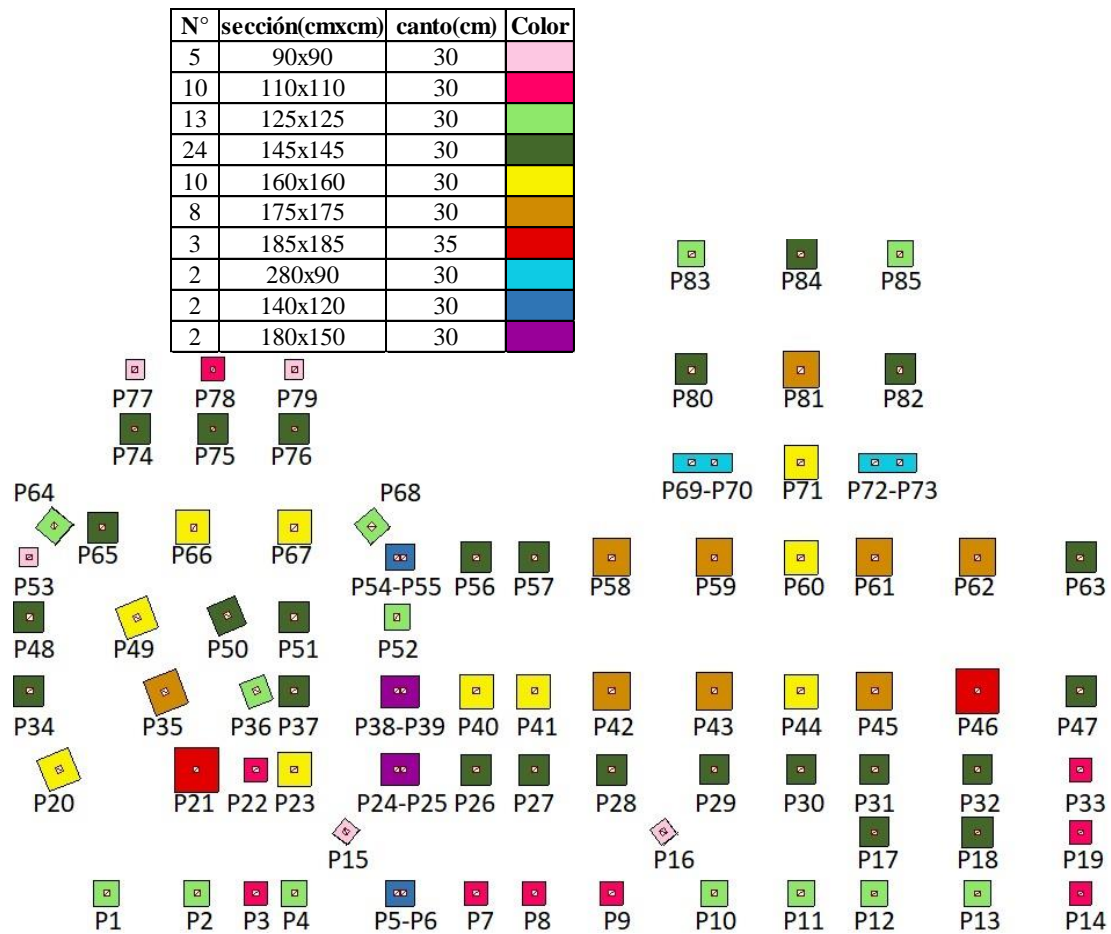 N° sección(cmxcm) canto(cm) Color
5 90x90 30
10 110x110 30
13 125x125 30
24 145x145 30
10 160x160 30
8 175x175 30
3 185x185 35
2 280x90 30
2 140x120 30
2 180x150 30
P83 P84 P85
P77 P78 P79 P80 P81 P82
P74 P75 P76
P69-P70 P71 P72-P73
P64 P68
P65 P66 P67
P53 P54-P55 P56 P57 P58 P59 P60 P61 P62 P63
P48 P49 P50 P51 P52
P34 P35 P36 P37 P38-P39 P40 P41 P42 P43 P44 P45 P46 P47
P20 P21 P22 P23 P24-P25 P26 P27 P28 P29 P30 P31 P32 P33
P15 P16 P17 P18 P19
P1 P2 P3 P4 P5-P6 P7 P8 P9 P10 P11 P12 P13 P14